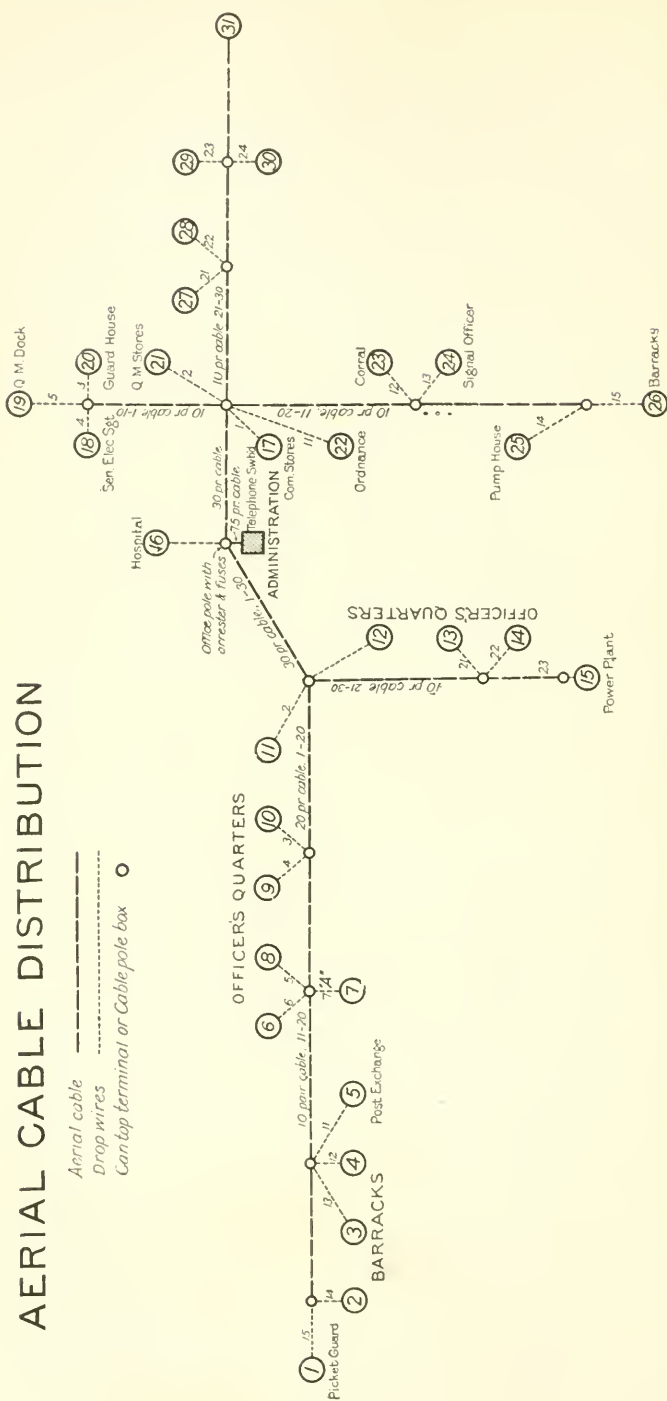 AERIAL CABLE DISTRIBUTION
Aerial cable
Drop wires
Can top terminal or Cable pole box
1
Picket Guard
15
2
14
3
13
4
12
5
11
Post Exchange
BARRACKS
10 pair cable. 11-20
6
6
8
5
7
7
"A"
OFFICER'S QUARTERS
9
4
10
3
20 pr cable. 1-20
11
2
12
OFFICER'S QUARTERS
10 pr cable 21-30
13
21
14
22
23
15
Power Plant
30 pr cable..
1-30
Office pole with
arrester & fuses
Hospital
16
75 pr. cable.
Telephone Swbd
ADMINISTRATION
30 pr cable.
17
Com. Stores
19
Q M. Dock
5
18
4
Sen. Elec Sgt.
20
3
Guard House
10 pr cable 1-10
21
2
Q M Stores
22
11
Ordnance
10 pr cable. 11-20
23
12
Corral
24
13
Signal Officer
25
14
Pump House
15
26
Barracky
10 pr cable 21-30
27
21
28
22
29
23
30
24
31